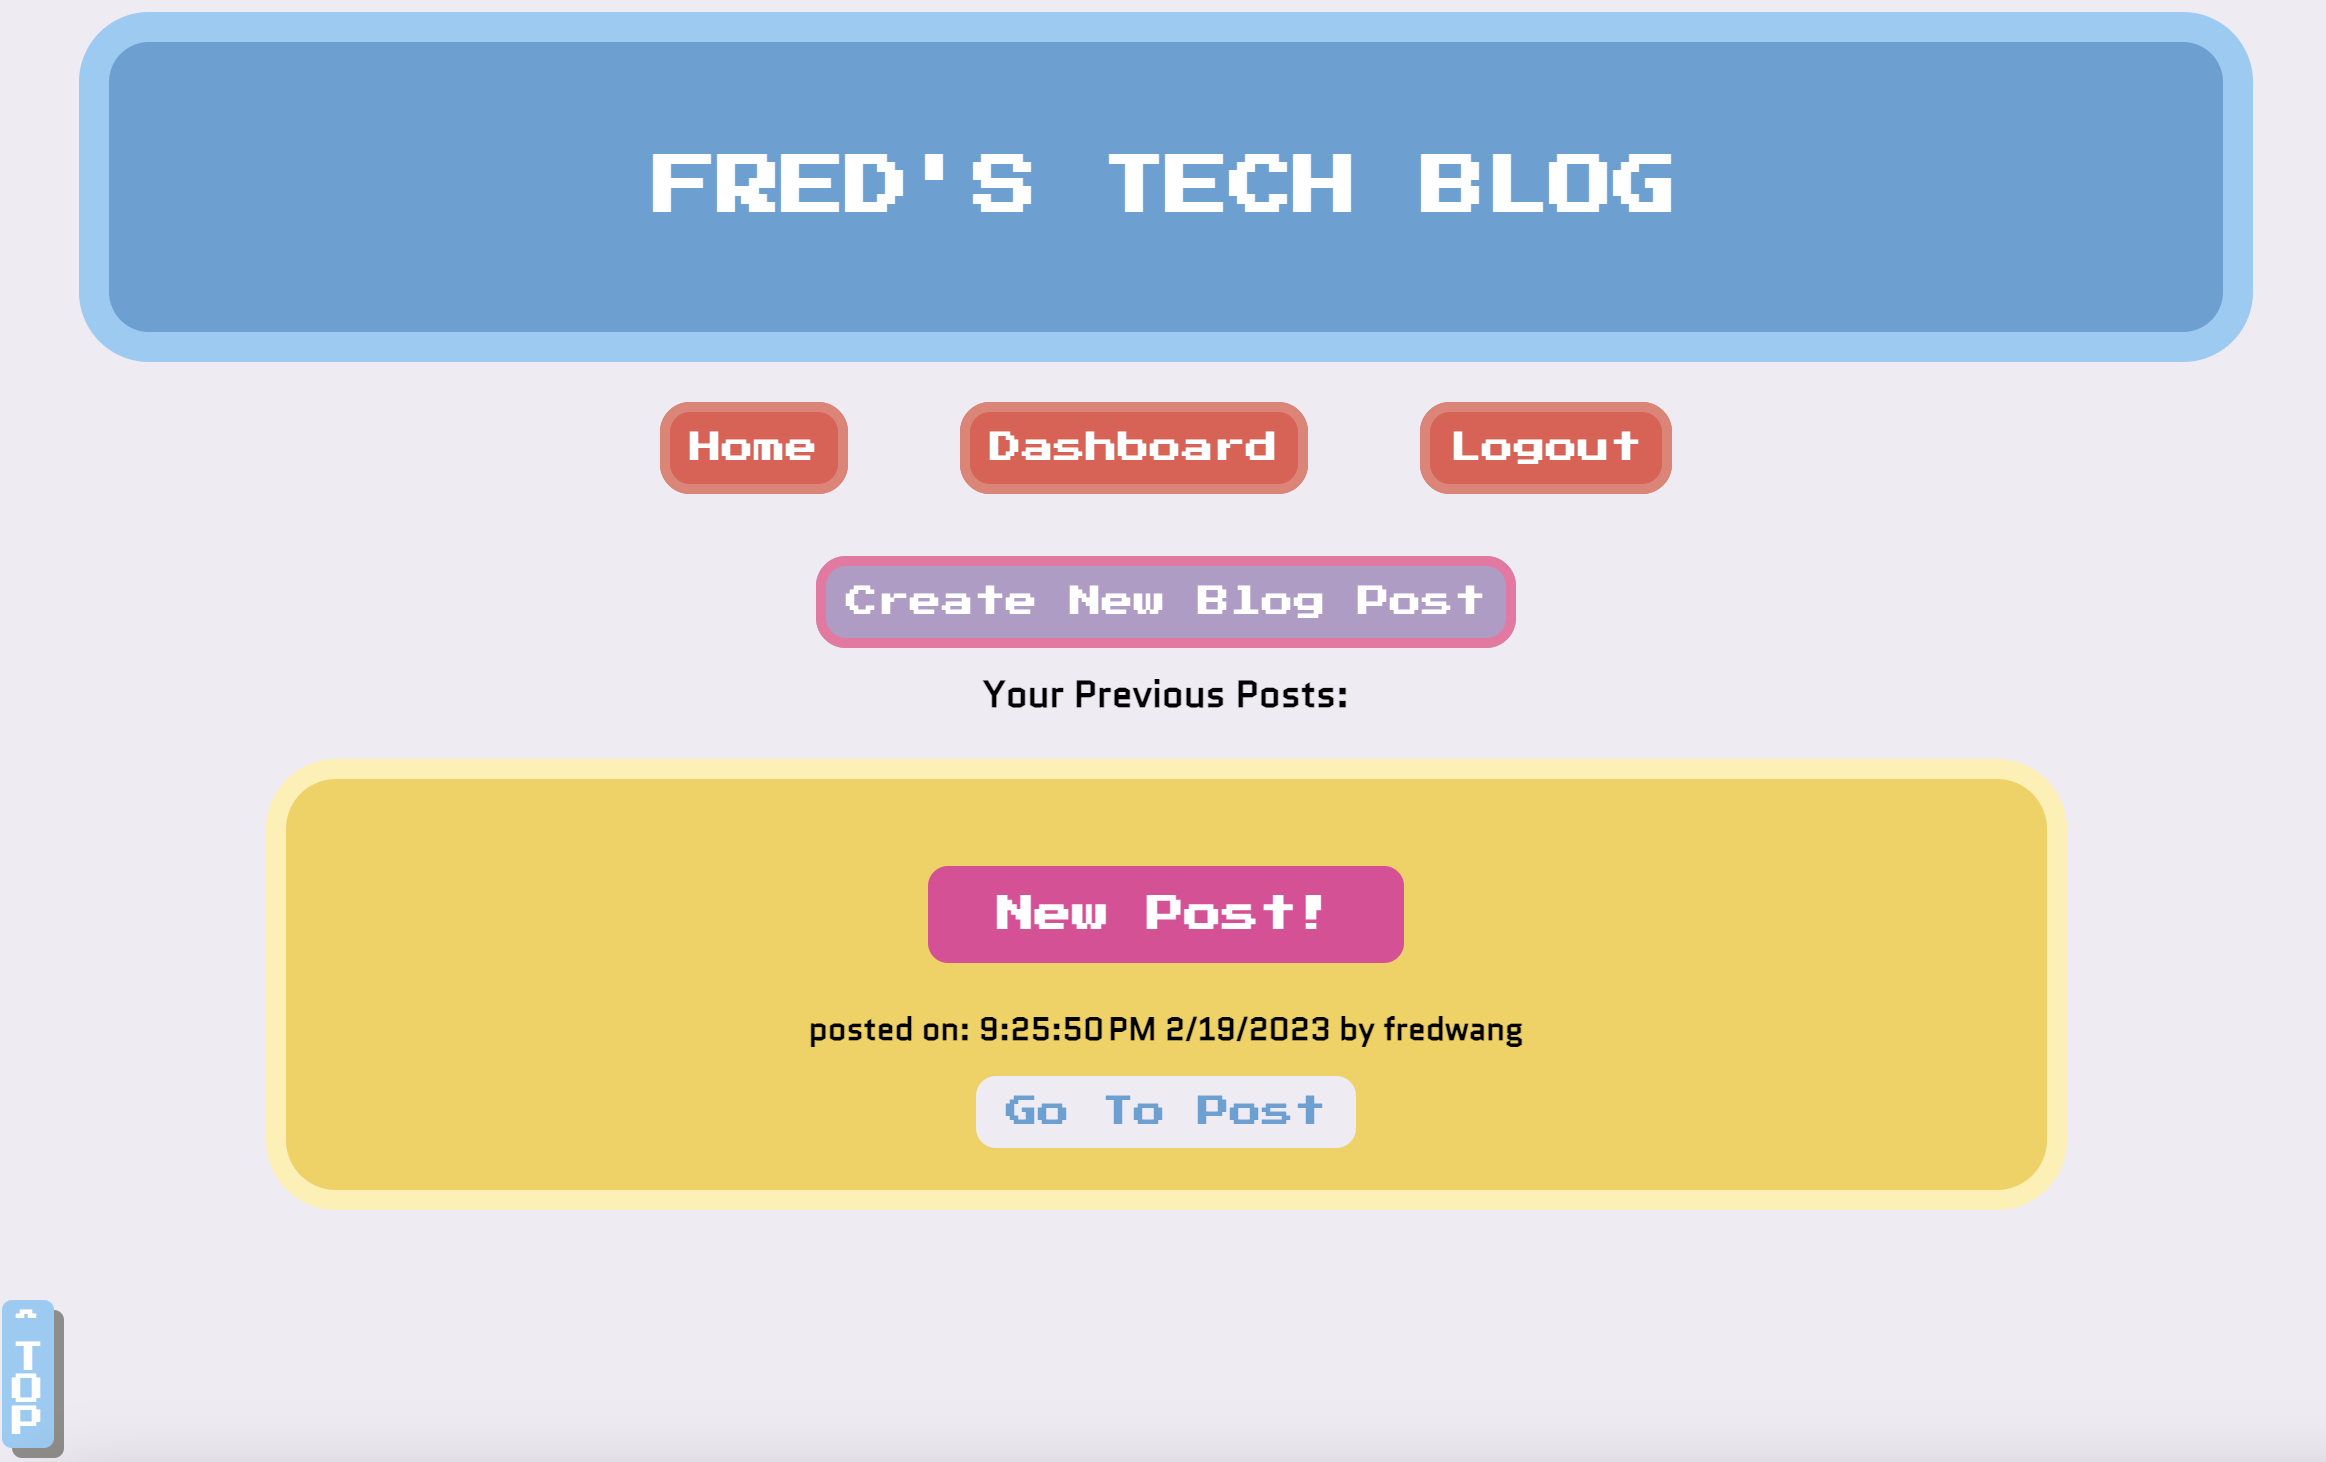 FRED'S TECH BLOG
Home Dashboard Logout
Create New Blog Post
Your Previous Posts:
New Post!
posted on: 9:25:50 PM 2/19/2023 by fredwang
Go To Post
^ TOP